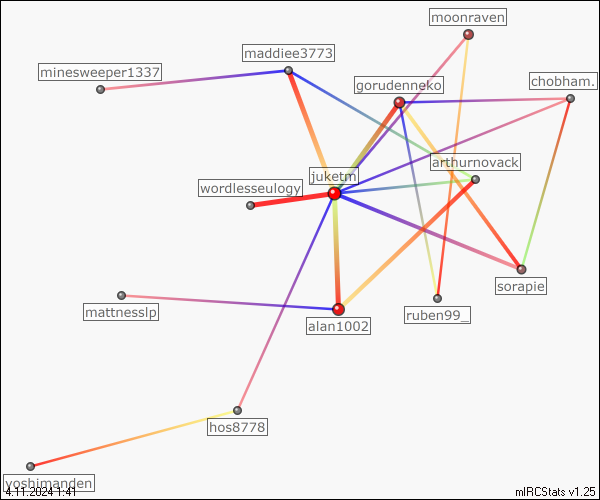 moonraven
maddiee3773
minesweeper1337
gorudenneko
chobham.
arthurnovack
juketm
wordlesseulogy
sorapie
mattnesslp
ruben99_
alan1002
hos8778
yoshimanden
4.11.2024 1:41
mIRCStats v1.25